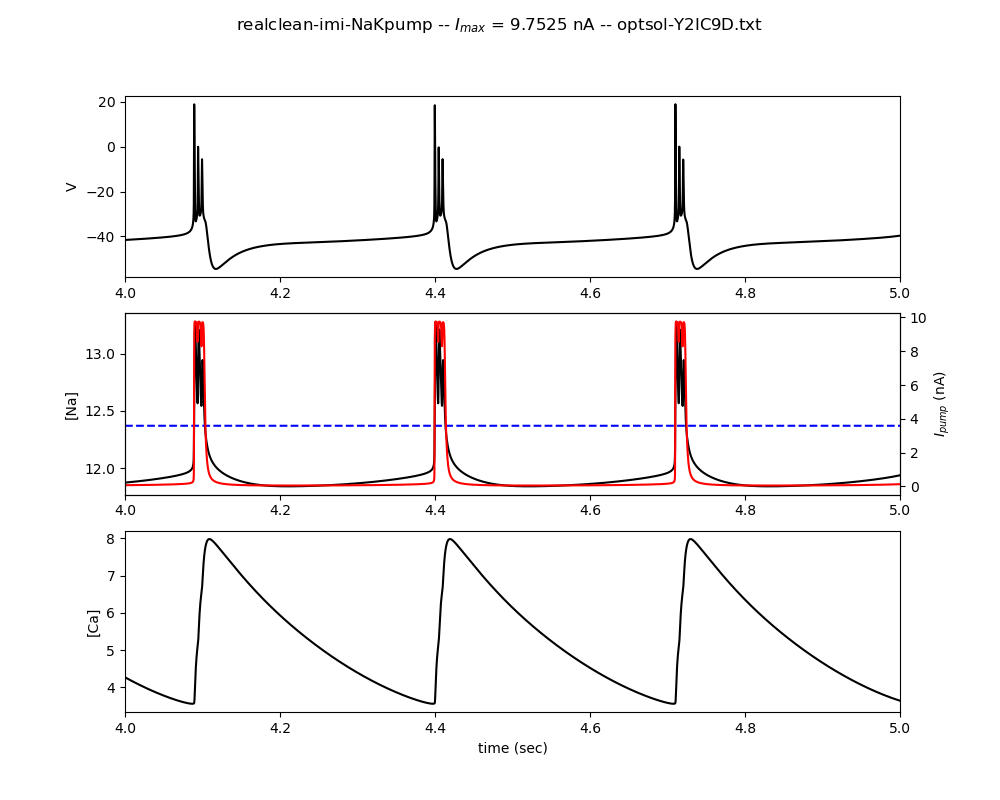 realclean-imi-NaKpump -- I_max = 9.7525 nA -- optsol-Y2IC9D.txt
20
0
−20
−40
V
4.0 4.2 4.4 4.6 4.8 5.0
13.0
12.5
12.0
[Na]
10
8
6
4
2
0
I_pump (nA)
4.0 4.2 4.4 4.6 4.8 5.0
8
7
6
5
4
[Ca]
4.0 4.2 4.4 4.6 4.8 5.0
time (sec)